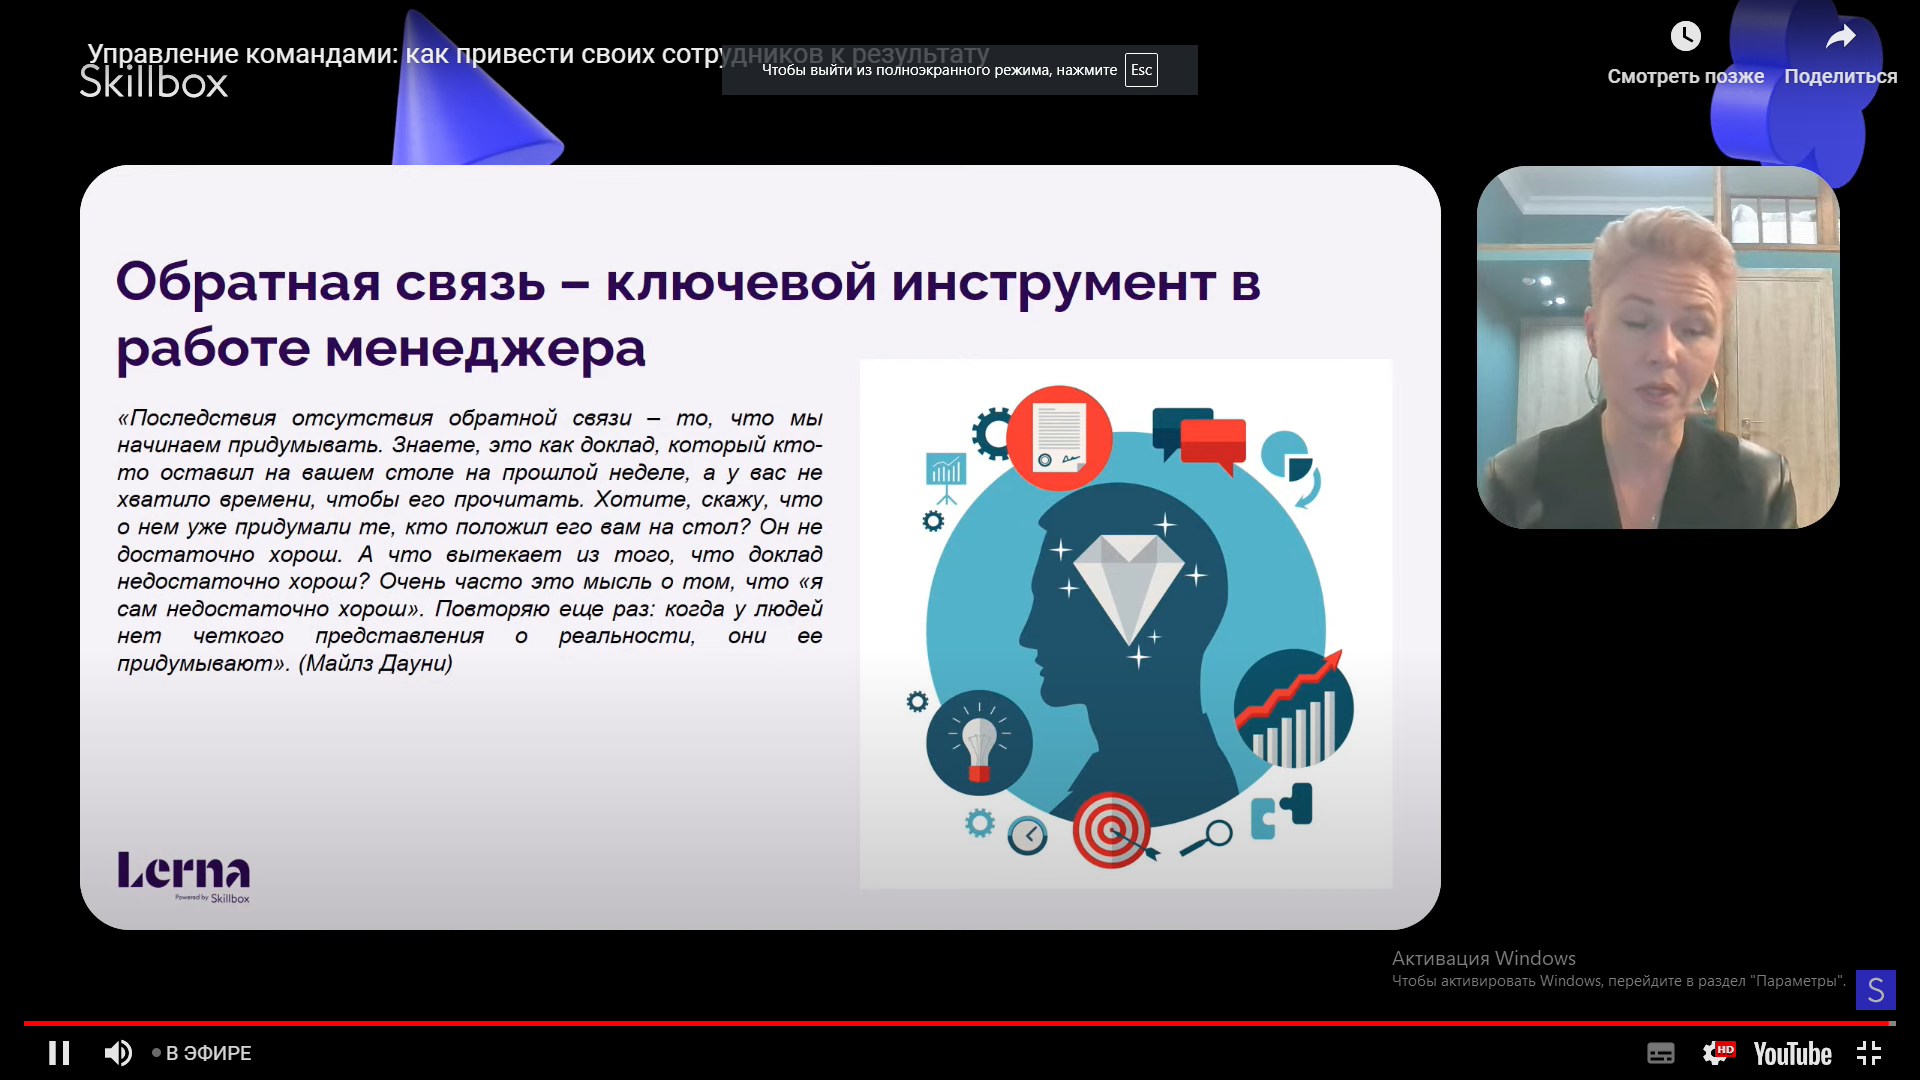 Управление командами: как привести своих сотрудников к результату
Skillbox
Чтобы выйти из полноэкранного режима, нажмите Esc
Смотреть позже
Поделиться
Обратная связь – ключевой инструмент в
работе менеджера
«Последствия отсутствия обратной связи – то, что мы
начинаем придумывать. Знаете, это как доклад, который кто-
то оставил на вашем столе на прошлой неделе, а у вас не
хватило времени, чтобы его прочитать. Хотите, скажу, что
о нем уже придумали те, кто положил его вам на стол? Он не
достаточно хорош. А что вытекает из того, что доклад
недостаточно хорош? Очень часто это мысль о том, что «я
сам недостаточно хорош». Повторяю еще раз: когда у людей
нет четкого представления о реальности, они ее
придумывают». (Майлз Дауни)
Lerna
Powered by Skillbox
Активация Windows
Чтобы активировать Windows, перейдите в раздел "Параметры".
S
В ЭФИРЕ
HD
YouTube